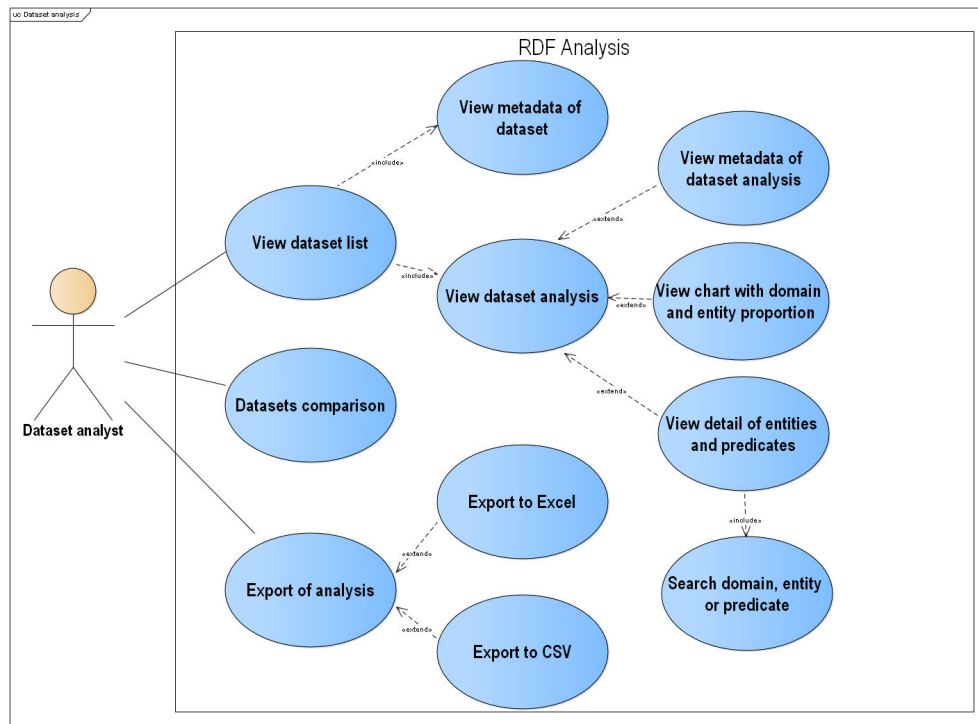 uc Dataset analysis
RDF Analysis
View metadata of
dataset
View metadata of
dataset analysis
«include»
«extend»
View dataset list
«include»
View dataset analysis
«extend»
View chart with domain
and entity proportion
Datasets comparison
«extend»
View detail of entities
and predicates
Dataset analyst
Export to Excel
«include»
«extend»
Export of analysis
Search domain, entity
or predicate
«extend»
Export to CSV